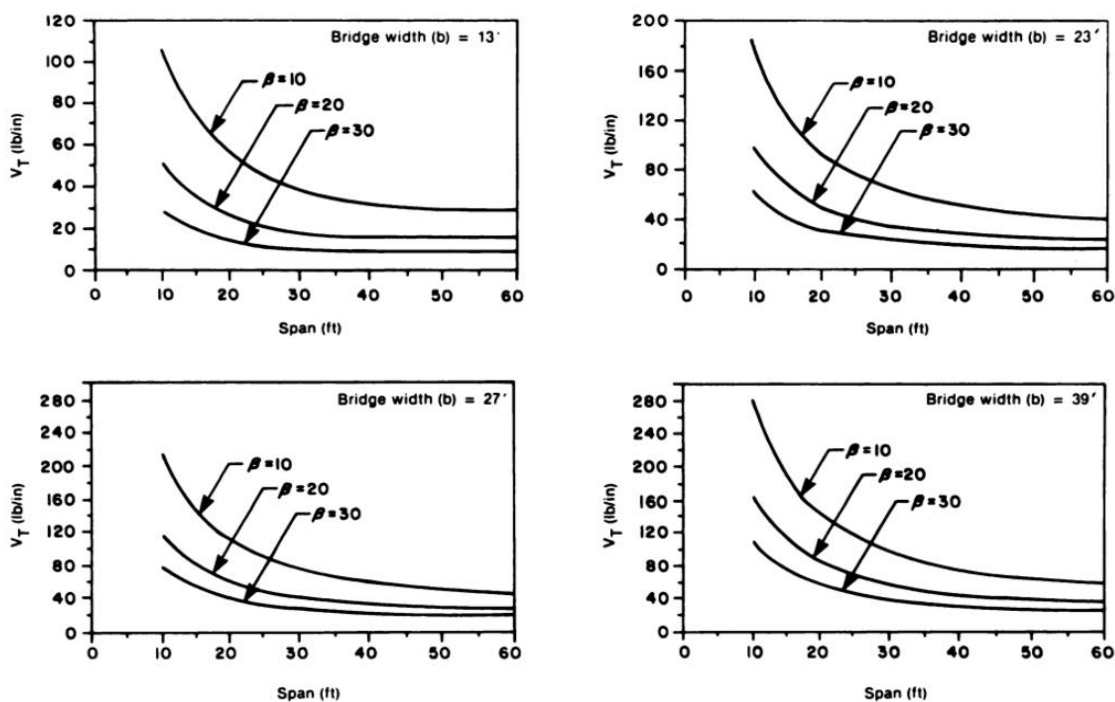 Bridge width (b) = 13'
120
100
80
60
40
20
0
V_T (lb/in)
β=10
β=20
β=30
0 10 20 30 40 50 60
Span (ft)
Bridge width (b) = 23'
200
160
120
80
40
0
V_T (lb/in)
β=10
β=20
β=30
0 10 20 30 40 50 60
Span (ft)
Bridge width (b) = 27'
280
240
200
160
120
80
40
0
V_T (lb/in)
β=10
β=20
β=30
0 10 20 30 40 50 60
Span (ft)
Bridge width (b) = 39'
280
240
200
160
120
80
40
0
V_T (lb/in)
β=10
β=20
β=30
0 10 20 30 40 50 60
Span (ft)